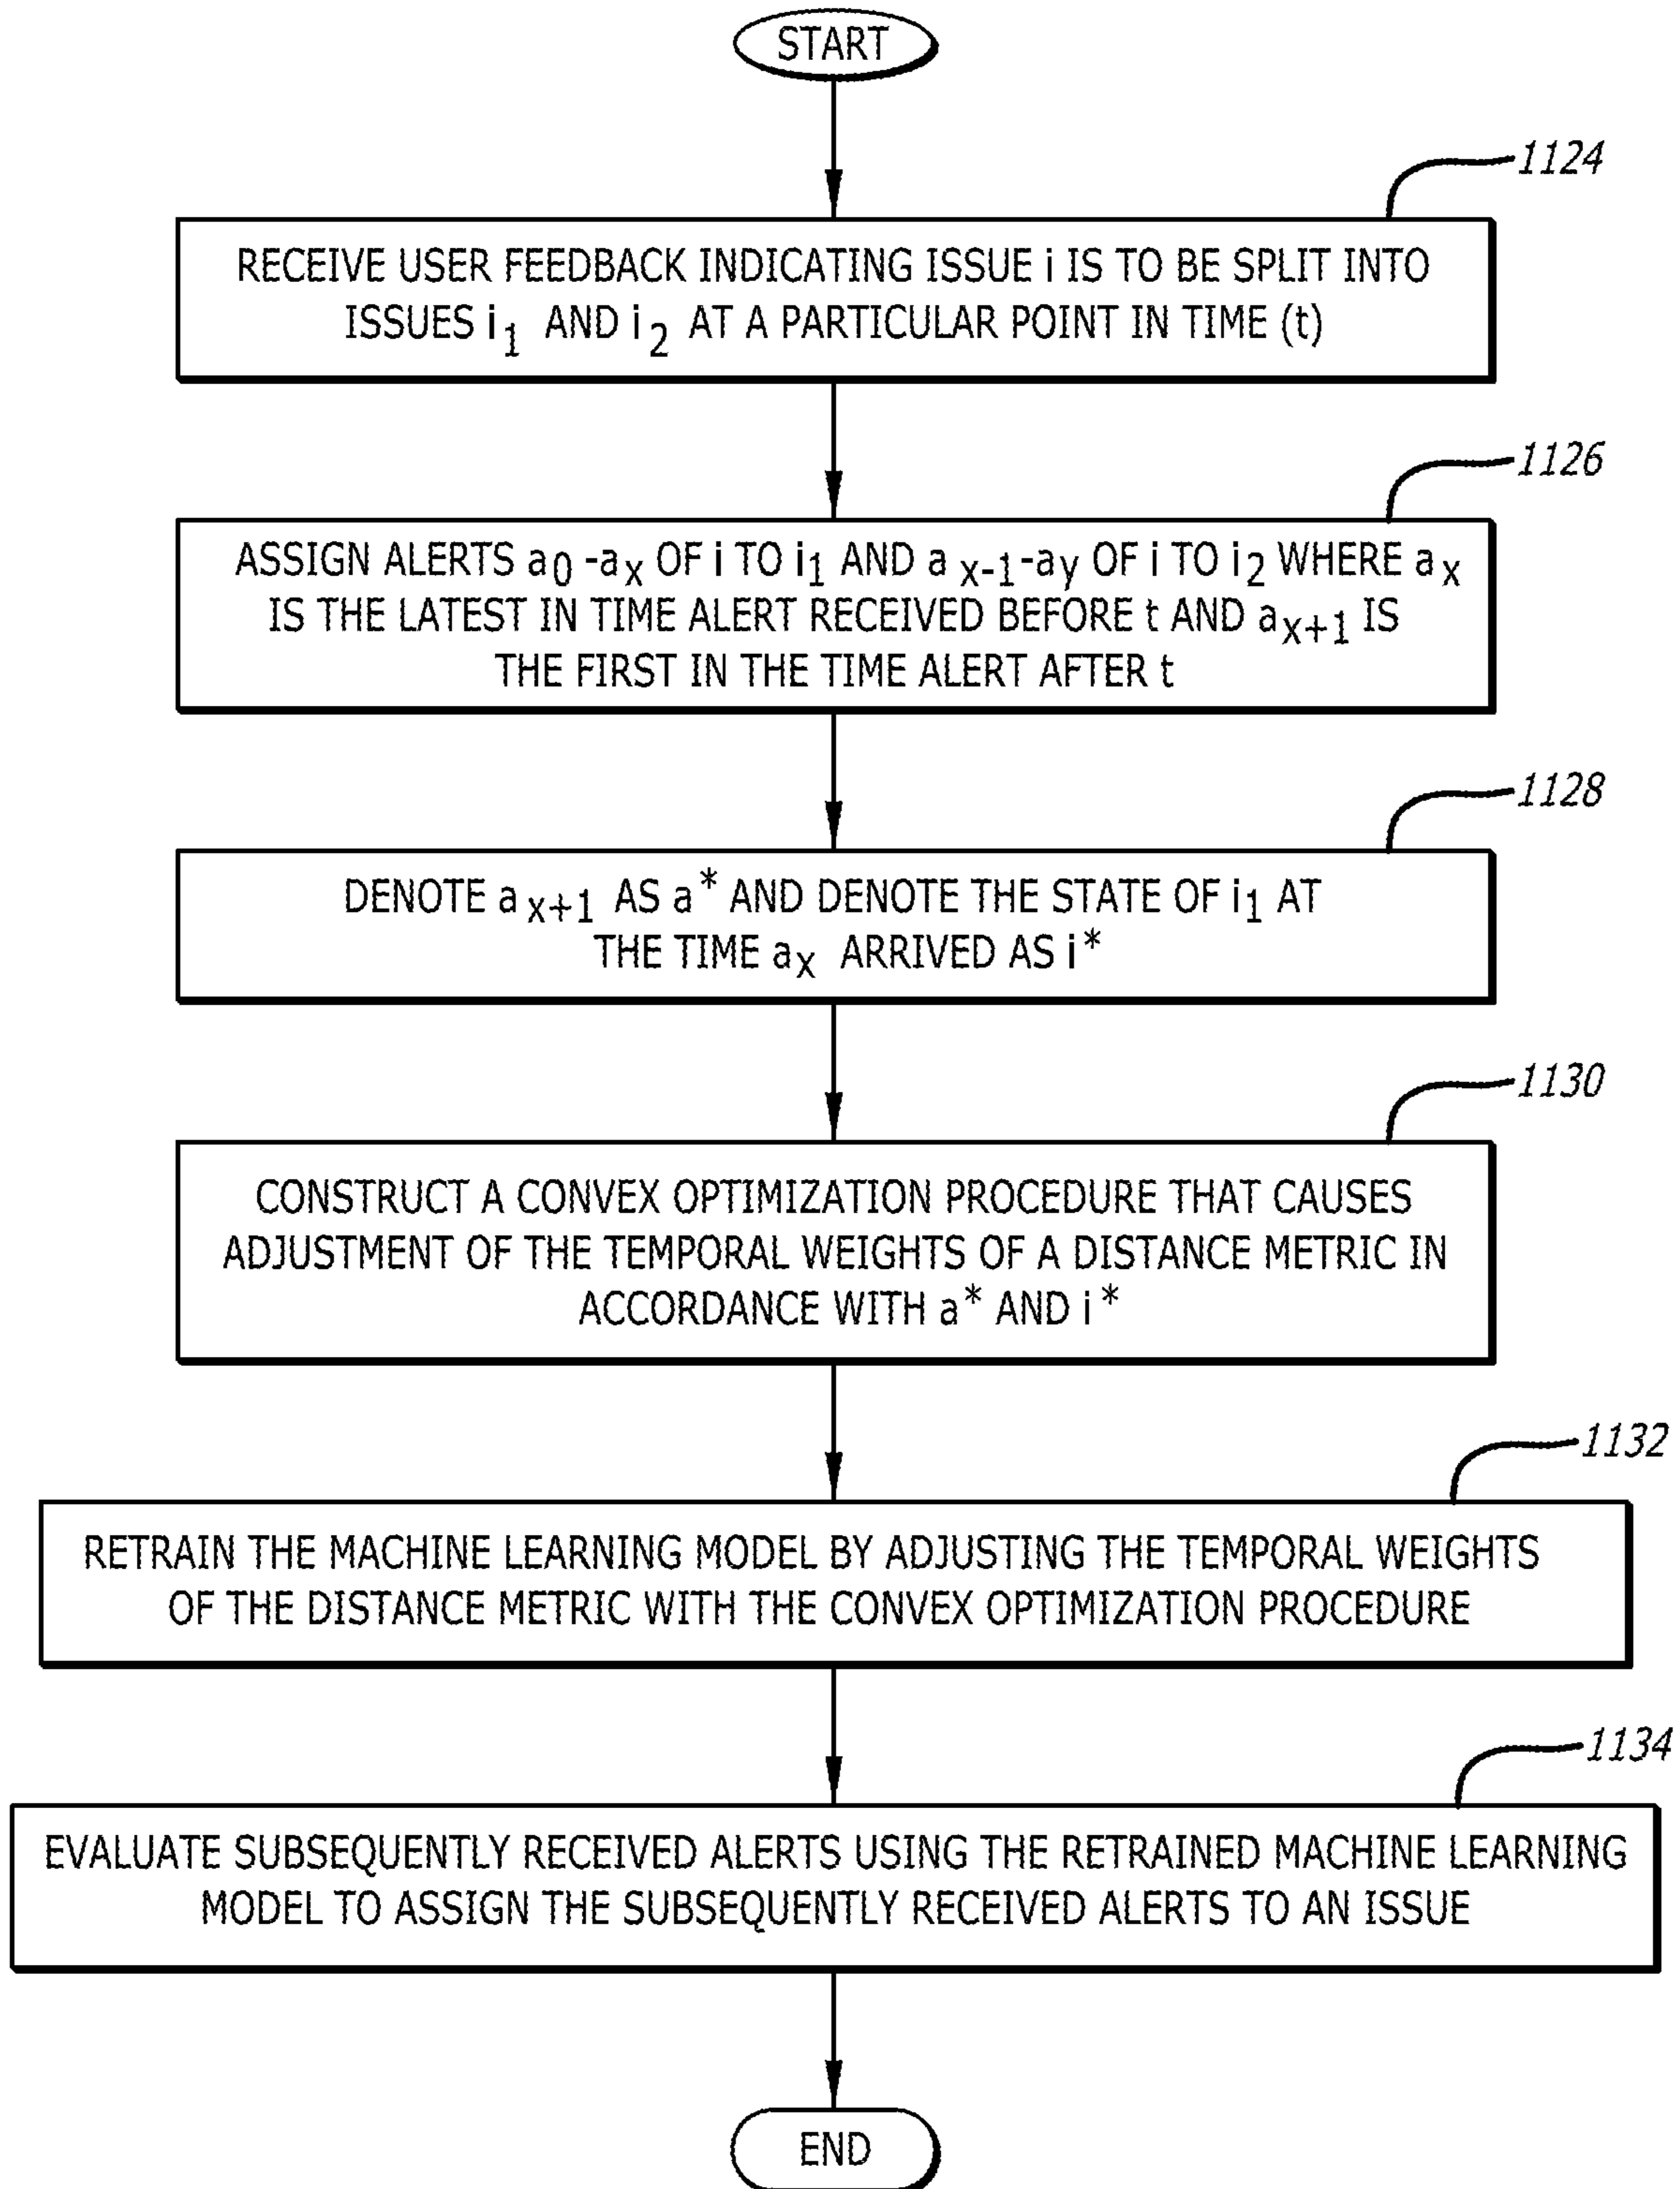 START
1124
RECEIVE USER FEEDBACK INDICATING ISSUE i IS TO BE SPLIT INTO
ISSUES i₁ AND i₂ AT A PARTICULAR POINT IN TIME (t)
1126
ASSIGN ALERTS a₀ -aₓ OF i TO i₁ AND a ₓ₋₁-ay OF i TO i₂ WHERE aₓ
IS THE LATEST IN TIME ALERT RECEIVED BEFORE t AND aₓ₊₁ IS
THE FIRST IN THE TIME ALERT AFTER t
1128
DENOTE aₓ₊₁ AS a* AND DENOTE THE STATE OF i₁ AT
THE TIME aₓ ARRIVED AS i*
1130
CONSTRUCT A CONVEX OPTIMIZATION PROCEDURE THAT CAUSES
ADJUSTMENT OF THE TEMPORAL WEIGHTS OF A DISTANCE METRIC IN
ACCORDANCE WITH a* AND i*
1132
RETRAIN THE MACHINE LEARNING MODEL BY ADJUSTING THE TEMPORAL WEIGHTS
OF THE DISTANCE METRIC WITH THE CONVEX OPTIMIZATION PROCEDURE
1134
EVALUATE SUBSEQUENTLY RECEIVED ALERTS USING THE RETRAINED MACHINE LEARNING
MODEL TO ASSIGN THE SUBSEQUENTLY RECEIVED ALERTS TO AN ISSUE
END